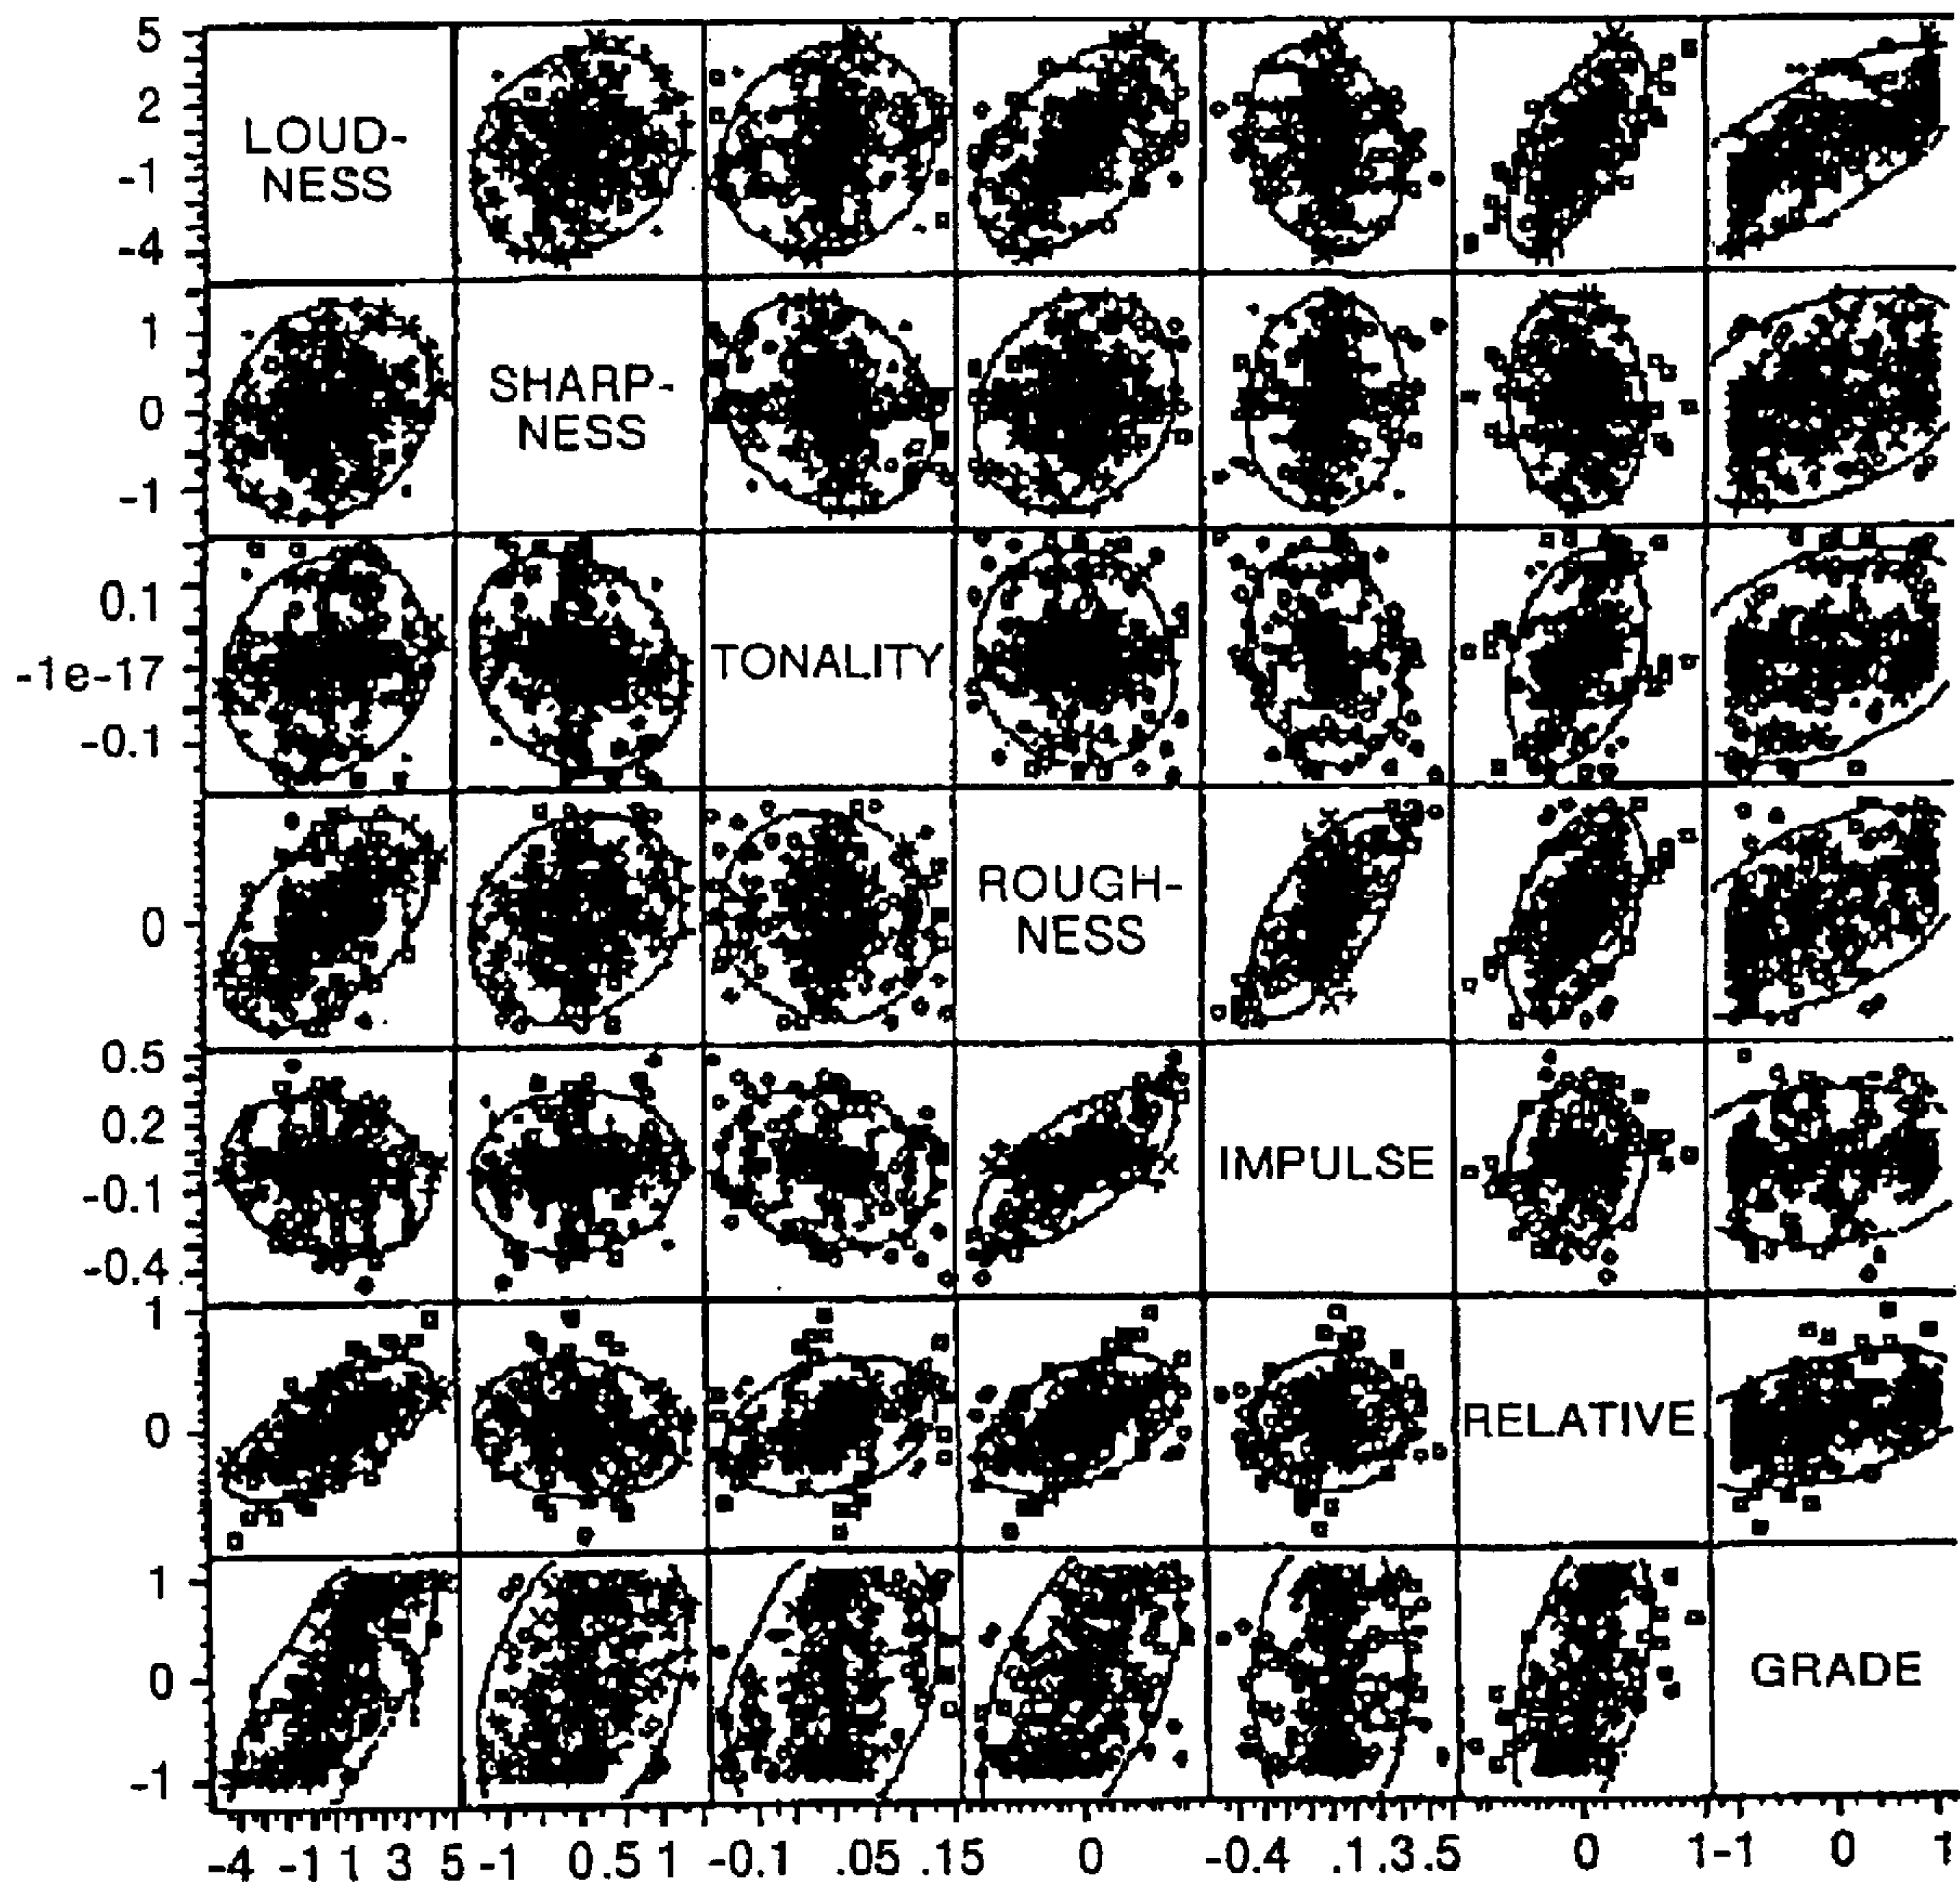 5
2
LOUD-
-1
NESS
-4
1
SHARP-
0
NESS
-1
0.1
TONALITY
-1e-17
-0.1
ROUGH-
0
NESS
0.5
0.2
IMPULSE
-0.1
-0.4
1
RELATIVE
0
1
GRADE
0
-1
-4 -1 1 3 5 -1 0.5 1 -0.1 .05 .15 0 -0.4 .1.3.5 0 1 -1 0 1